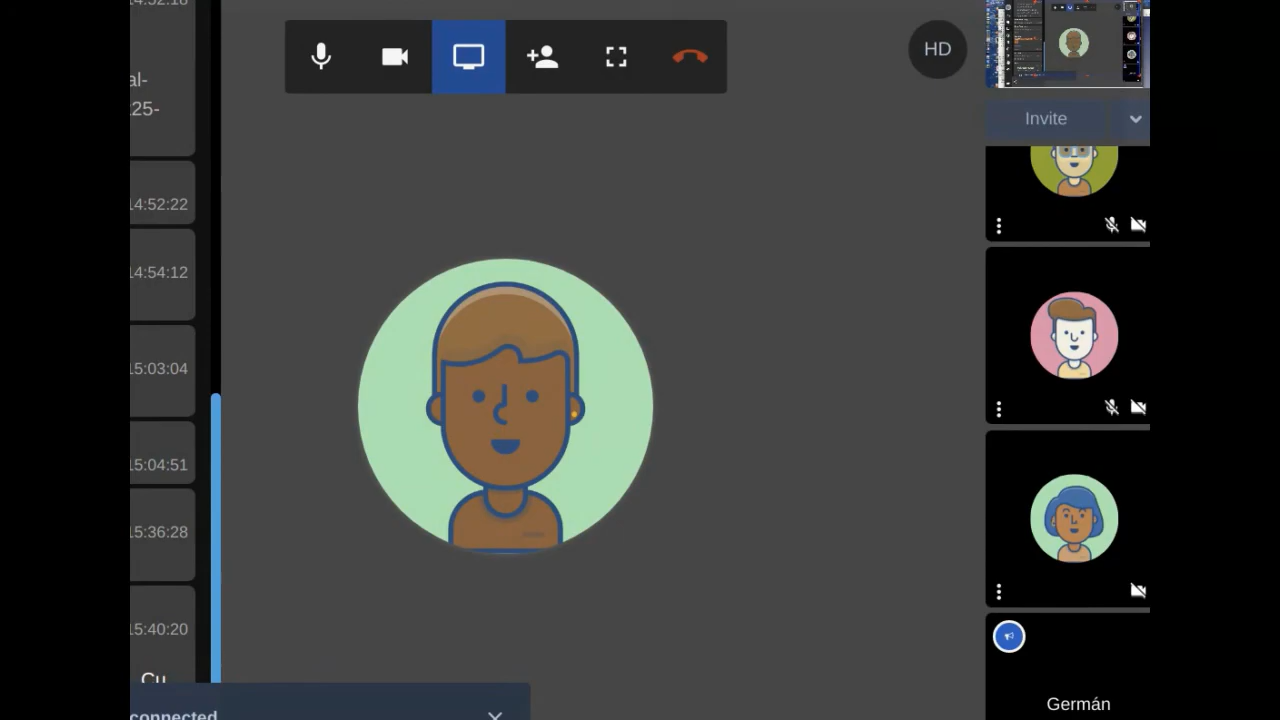 14:52:18
al-
25-
14:52:22
14:54:12
15:03:04
15:04:51
15:36:28
15:40:20
Cu
connected
HD
Invite
Germán